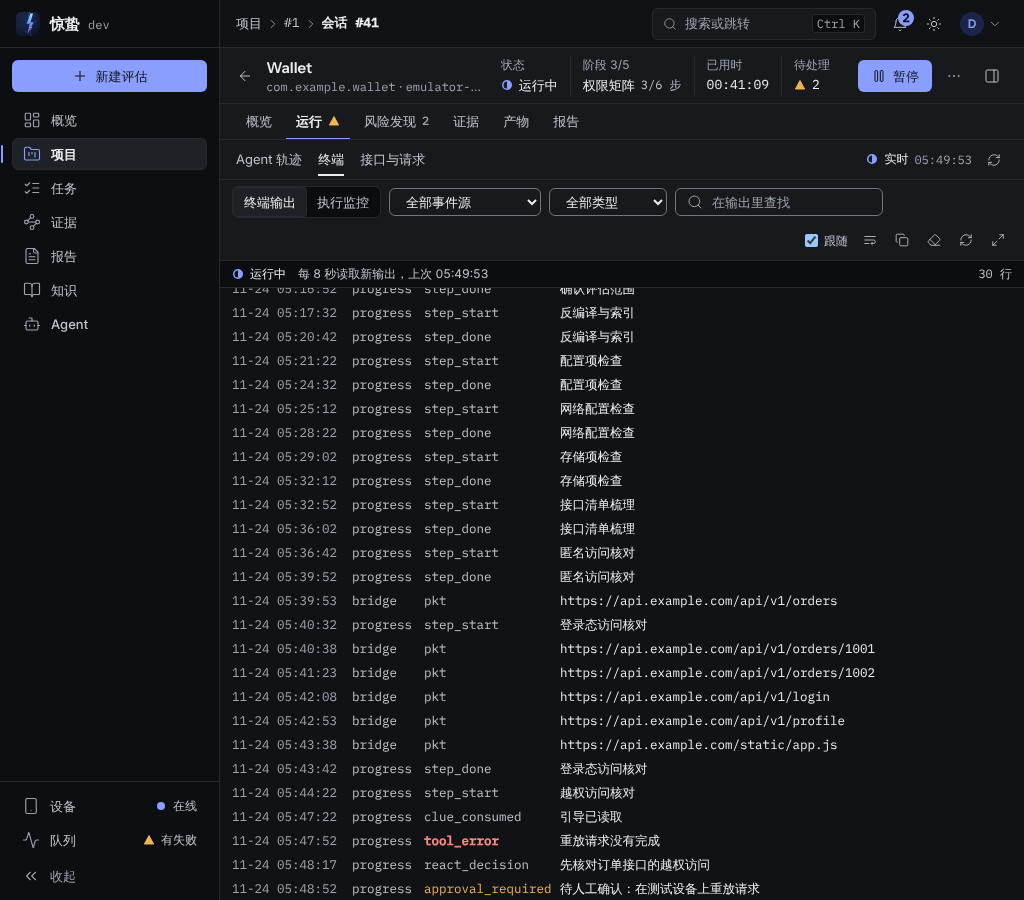 惊蛰 dev
项目 > #1 > 会话 #41
搜索或跳转 Ctrl K
2
D
新建评估
概览
项目
任务
证据
报告
知识
Agent
设备 在线
队列 有失败
收起
Wallet
com.example.wallet · emulator-…
状态
运行中
阶段 3/5
权限矩阵 3/6 步
已用时
00:41:09
待处理
2
暂停
概览 运行 风险发现 2 证据 产物 报告
Agent 轨迹 终端 接口与请求
实时 05:49:53
终端输出 执行监控 全部事件源 全部类型 在输出里查找
跟随
运行中 每 8 秒读取新输出，上次 05:49:53 30 行
11-24 05:16:52 progress step_done 确认评估范围
11-24 05:17:32 progress step_start 反编译与索引
11-24 05:20:42 progress step_done 反编译与索引
11-24 05:21:22 progress step_start 配置项检查
11-24 05:24:32 progress step_done 配置项检查
11-24 05:25:12 progress step_start 网络配置检查
11-24 05:28:22 progress step_done 网络配置检查
11-24 05:29:02 progress step_start 存储项检查
11-24 05:32:12 progress step_done 存储项检查
11-24 05:32:52 progress step_start 接口清单梳理
11-24 05:36:02 progress step_done 接口清单梳理
11-24 05:36:42 progress step_start 匿名访问核对
11-24 05:39:52 progress step_done 匿名访问核对
11-24 05:39:53 bridge pkt https://api.example.com/api/v1/orders
11-24 05:40:32 progress step_start 登录态访问核对
11-24 05:40:38 bridge pkt https://api.example.com/api/v1/orders/1001
11-24 05:41:23 bridge pkt https://api.example.com/api/v1/orders/1002
11-24 05:42:08 bridge pkt https://api.example.com/api/v1/login
11-24 05:42:53 bridge pkt https://api.example.com/api/v1/profile
11-24 05:43:38 bridge pkt https://api.example.com/static/app.js
11-24 05:43:42 progress step_done 登录态访问核对
11-24 05:44:22 progress step_start 越权访问核对
11-24 05:47:22 progress clue_consumed 引导已读取
11-24 05:47:52 progress tool_error 重放请求没有完成
11-24 05:48:17 progress react_decision 先核对订单接口的越权访问
11-24 05:48:52 progress approval_required 待人工确认：在测试设备上重放请求